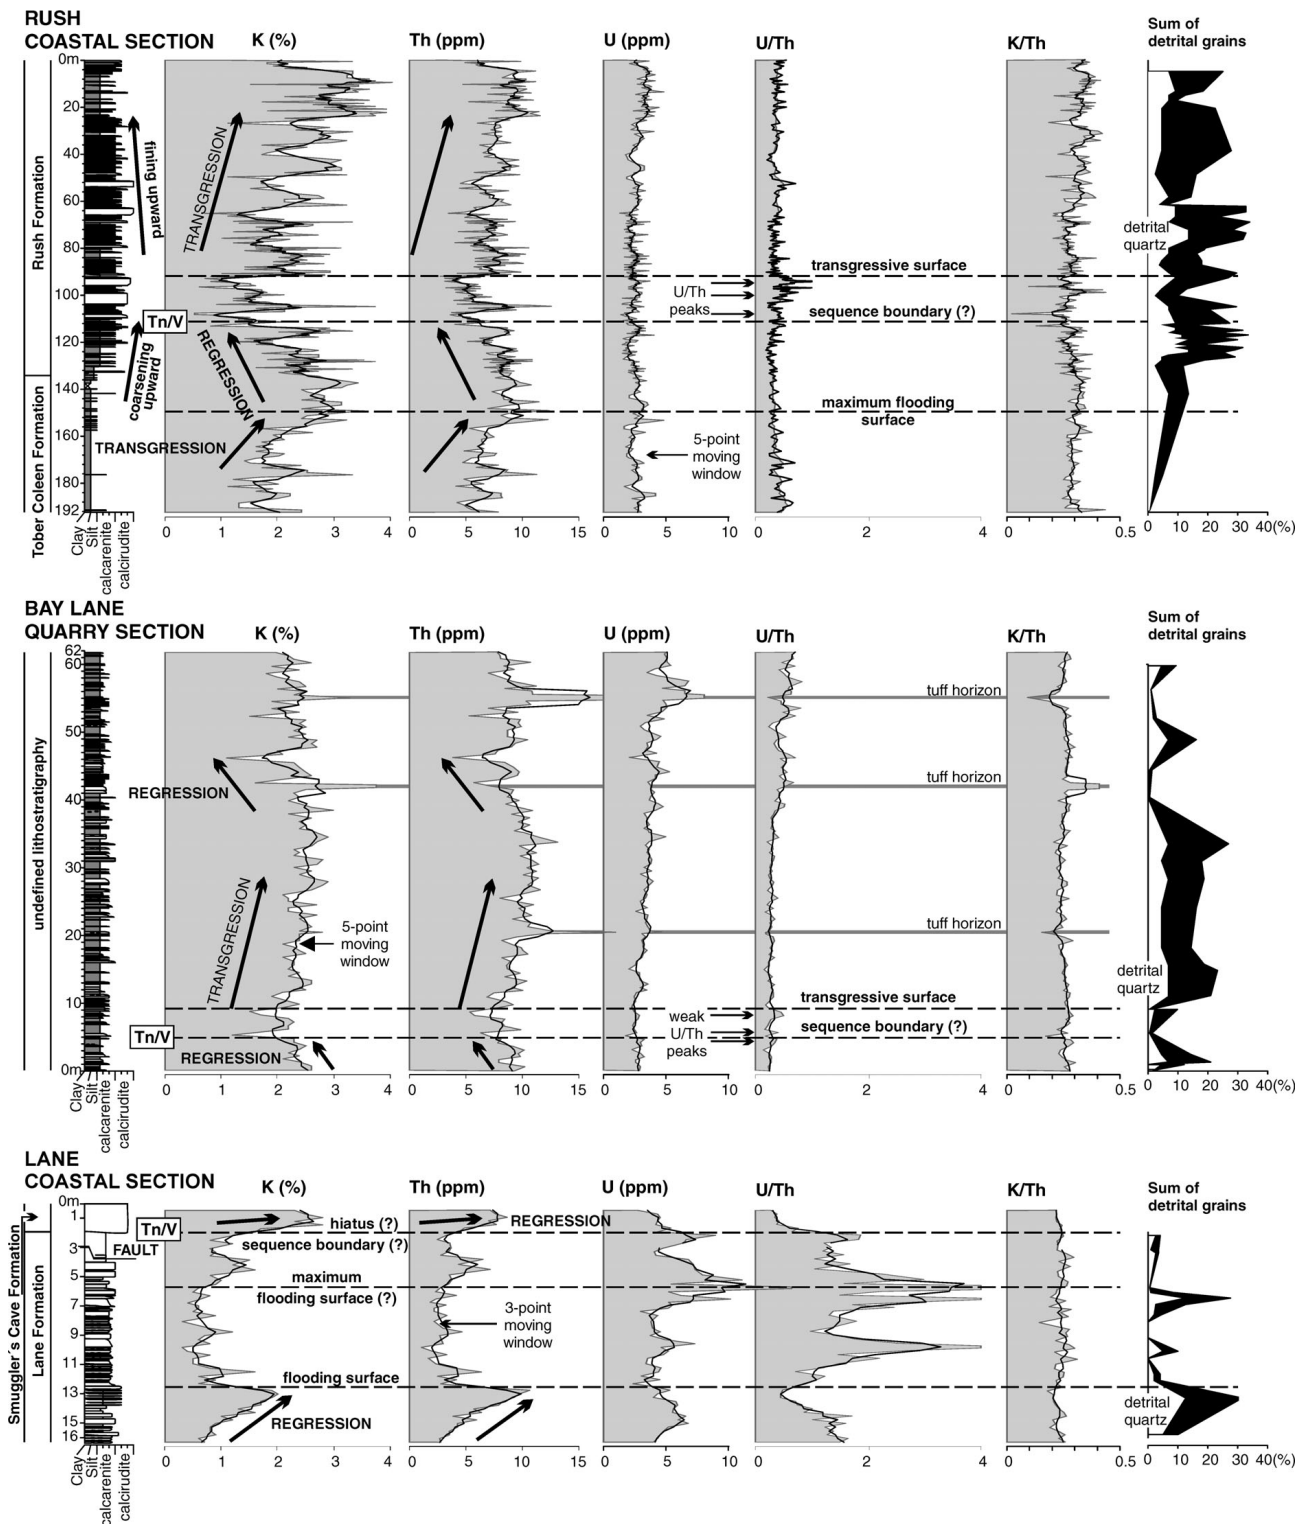 RUSH
COASTAL SECTION
K (%)
Th (ppm)
U (ppm)
U/Th
K/Th
Sum of
detrital grains
0m
20
40
60
80
100
120
140
160
180
192
Rush Formation
Tober Coleen Formation
fining upward
coarsening
upward
Tn/V
TRANSGRESSION
REGRESSION
TRANSGRESSION
U/Th
peaks
5-point
moving
window
transgressive surface
sequence boundary (?)
maximum flooding
surface
detrital
quartz
Clay
Silt
calcarenite
calcirudite
0 1 2 3 4
0 5 10 15
0 5 10
0 2 4
0 0.5
0 10 20 30 40(%)
BAY LANE
QUARRY SECTION
K (%)
Th (ppm)
U (ppm)
U/Th
K/Th
Sum of
detrital grains
62
60
50
40
30
20
10
0m
undefined lithostratigraphy
Tn/V
REGRESSION
TRANSGRESSION
5-point
moving
window
REGRESSION
tuff horizon
tuff horizon
tuff horizon
transgressive surface
weak
U/Th
peaks
sequence boundary (?)
detrital
quartz
Clay
Silt
calcarenite
calcirudite
0 1 2 3 4
0 5 10 15
0 5 10
0 2 4
0 0.5
0 10 20 30 40(%)
LANE
COASTAL SECTION
K (%)
Th (ppm)
U (ppm)
U/Th
K/Th
Sum of
detrital grains
0m
1
3
5
7
9
11
13
15
16
Smuggler´s Cave Formation
Lane Formation
Tn/V
FAULT
hiatus (?)
sequence boundary (?)
REGRESSION
maximum
flooding surface (?)
3-point
moving
window
flooding surface
REGRESSION
detrital
quartz
Clay
Silt
calcarenite
calcirudite
0 1 2 3 4
0 5 10 15
0 5 10
0 2 4
0 0.5
0 10 20 30 40(%)